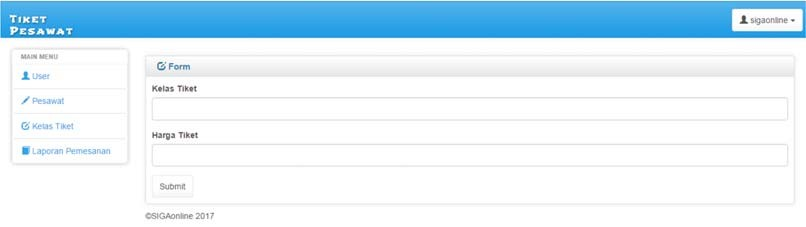 Tiket
Pesawat
sigaonline
MAIN MENU
User
Pesawat
Kelas Tiket
Laporan Pemesanan
Form
Kelas Tiket
Harga Tiket
Submit
©SIGAonline 2017